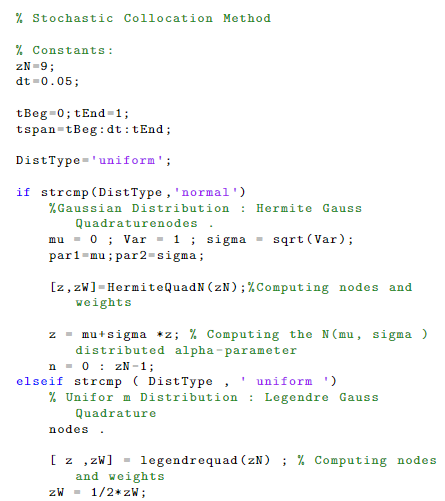 % Stochastic Collocation Method
% Constants:
zN=9;
dt=0.05;
tBeg=0;tEnd=1;
tspan=tBeg:dt:tEnd;
DistType='uniform';
if strcmp(DistType,'normal')
%Gaussian Distribution : Hermite Gauss
Quadraturenodes .
mu = 0 ; Var = 1 ; sigma = sqrt(Var);
par1=mu;par2=sigma;
[z,zW]=HermiteQuadN(zN);%Computing nodes and
weights
z = mu+sigma *z; % Computing the N(mu, sigma )
distributed alpha-parameter
n = 0 : zN-1;
elseif strcmp ( DistType , ' uniform ')
% Unifor m Distribution : Legendre Gauss
Quadrature
nodes .
[ z ,zW] = legendrequad(zN) ; % Computing nodes
and weights
zW = 1/2*zW;